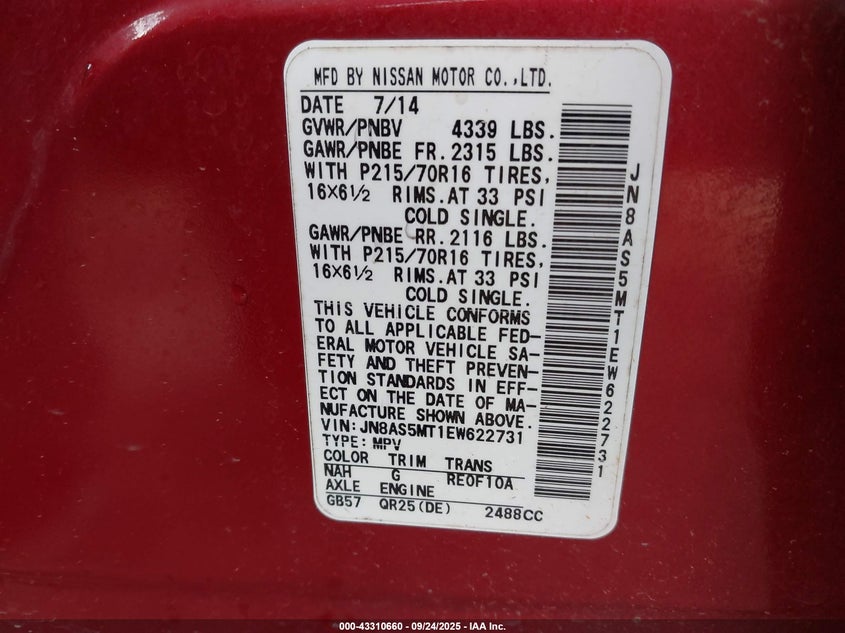 MFD BY NISSAN MOTOR CO.,LTD.
DATE 7/14
GVWR/PNBV 4339 LBS.
GAWR/PNBE FR. 2315 LBS.
WITH P215/70R16 TIRES,
16X6½ RIMS. AT 33 PSI
COLD SINGLE.
GAWR/PNBE RR. 2116 LBS.
WITH P215/70R16 TIRES,
16X6½ RIMS. AT 33 PSI
COLD SINGLE.
THIS VEHICLE CONFORMS
TO ALL APPLICABLE FED-
ERAL MOTOR VEHICLE SA-
FETY AND THEFT PREVEN-
TION STANDARDS IN EFF-
ECT ON THE DATE OF MA-
NUFACTURE SHOWN ABOVE.
VIN:JN8AS5MT1EW622731
TYPE:MPV
COLOR TRIM TRANS
NAH G RE0F10A
AXLE ENGINE
GB57 QR25(DE) 2488CC
JN8AS5MT1EW622731
000-43310660 - 09/24/2025 - IAA Inc.